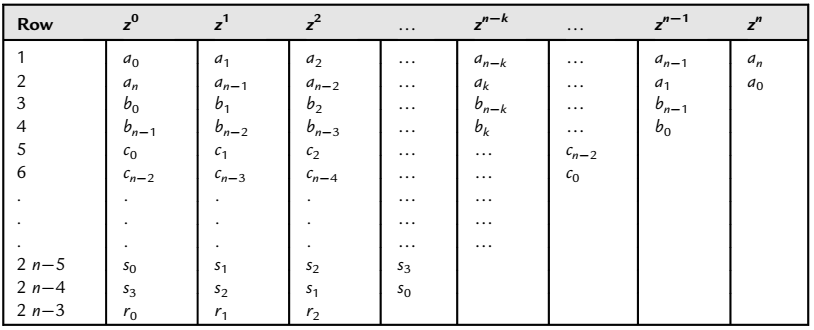 Row z^0 z^1 z^2 … z^{n−k} … z^{n−1} z^n
1 a_0 a_1 a_2 … a_{n−k} … a_{n−1} a_n
2 a_n a_{n−1} a_{n−2} … a_k … a_1 a_0
3 b_0 b_1 b_2 … b_{n−k} … b_{n−1}
4 b_{n−1} b_{n−2} b_{n−3} … b_k … b_0
5 c_0 c_1 c_2 … … c_{n−2}
6 c_{n−2} c_{n−3} c_{n−4} … … c_0
. . . . … …
. . . . … …
. . . . … …
2 n−5 s_0 s_1 s_2 s_3
2 n−4 s_3 s_2 s_1 s_0
2 n−3 r_0 r_1 r_2